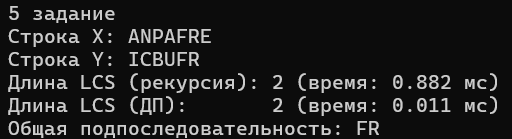 5 задание
Строка X: ANPAFRE
Строка Y: ICBUFR
Длина LCS (рекурсия): 2 (время: 0.882 мс)
Длина LCS (ДП):       2 (время: 0.011 мс)
Общая подпоследовательность: FR